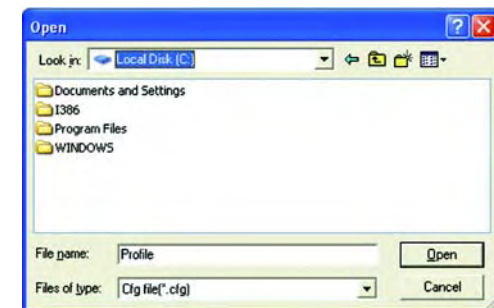 Open
Look in: Local Disk (C:)
Documents and Settings
I386
Program Files
WINDOWS
File name: Profile Open
Files of type: Cfg file(*.cfg) Cancel